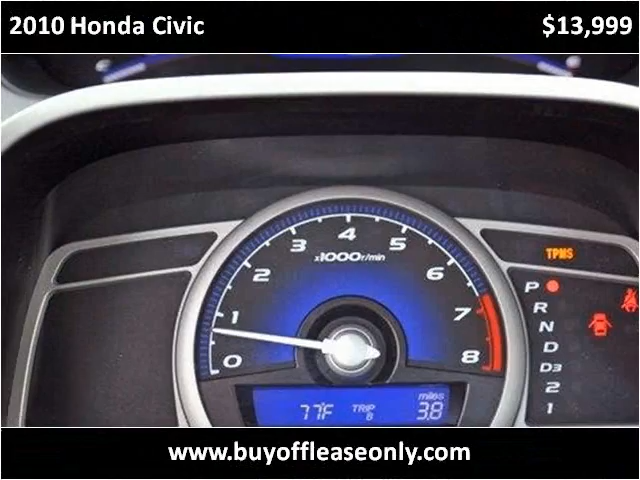 2010 Honda Civic $13,999
0 1 2 3 4 5 6 7 8
x1000r/min
TPMS
P
R
N
D
D3
2
1
77°F TRIP B miles 3.8
www.buyoffleaseonly.com